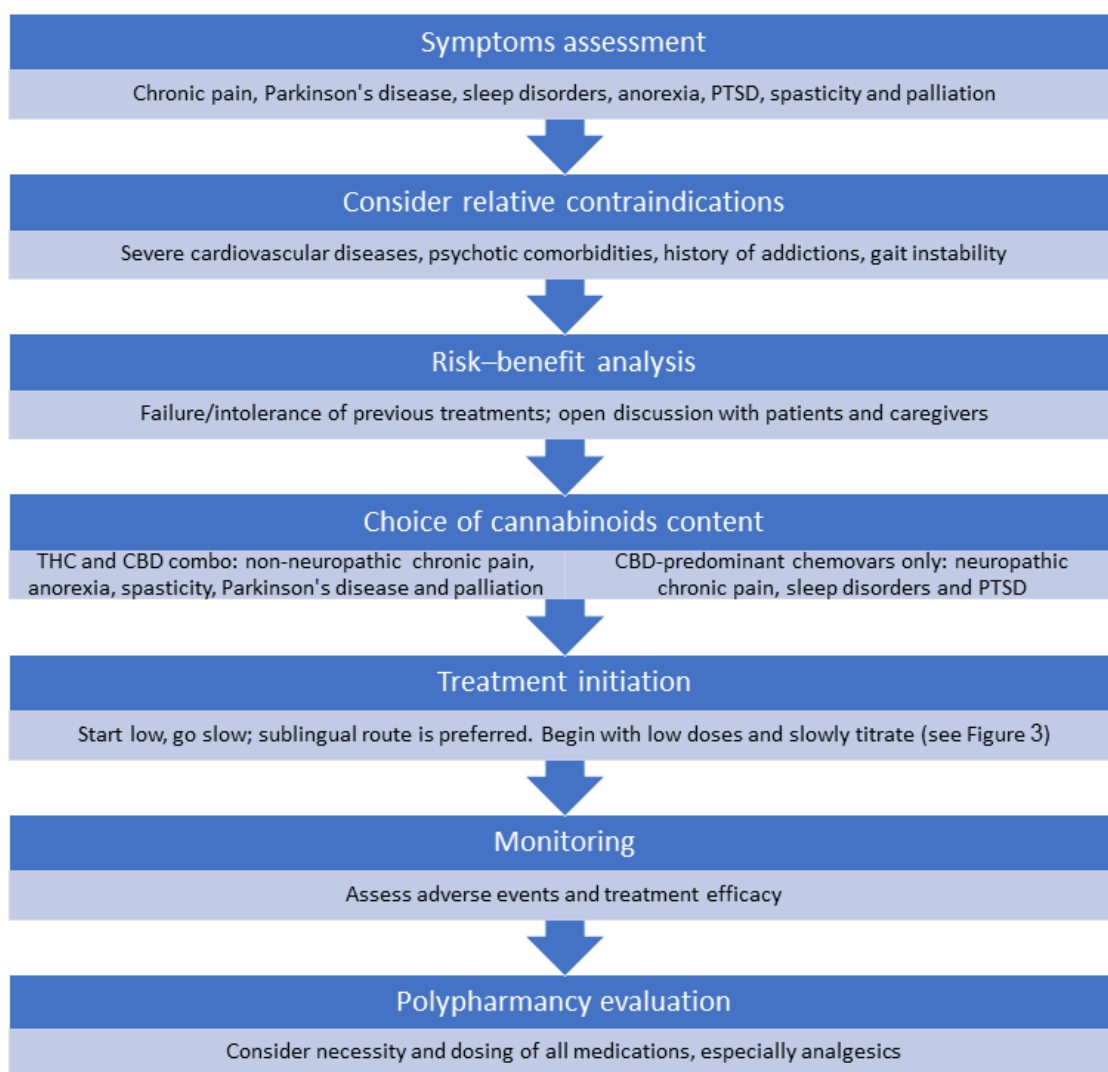 Symptoms assessment
Chronic pain, Parkinson's disease, sleep disorders, anorexia, PTSD, spasticity and palliation
Consider relative contraindications
Severe cardiovascular diseases, psychotic comorbidities, history of addictions, gait instability
Risk–benefit analysis
Failure/intolerance of previous treatments; open discussion with patients and caregivers
Choice of cannabinoids content
THC and CBD combo: non-neuropathic chronic pain,
anorexia, spasticity, Parkinson's disease and palliation
CBD-predominant chemovars only: neuropathic
chronic pain, sleep disorders and PTSD
Treatment initiation
Start low, go slow; sublingual route is preferred. Begin with low doses and slowly titrate (see Figure 3)
Monitoring
Assess adverse events and treatment efficacy
Polypharmancy evaluation
Consider necessity and dosing of all medications, especially analgesics